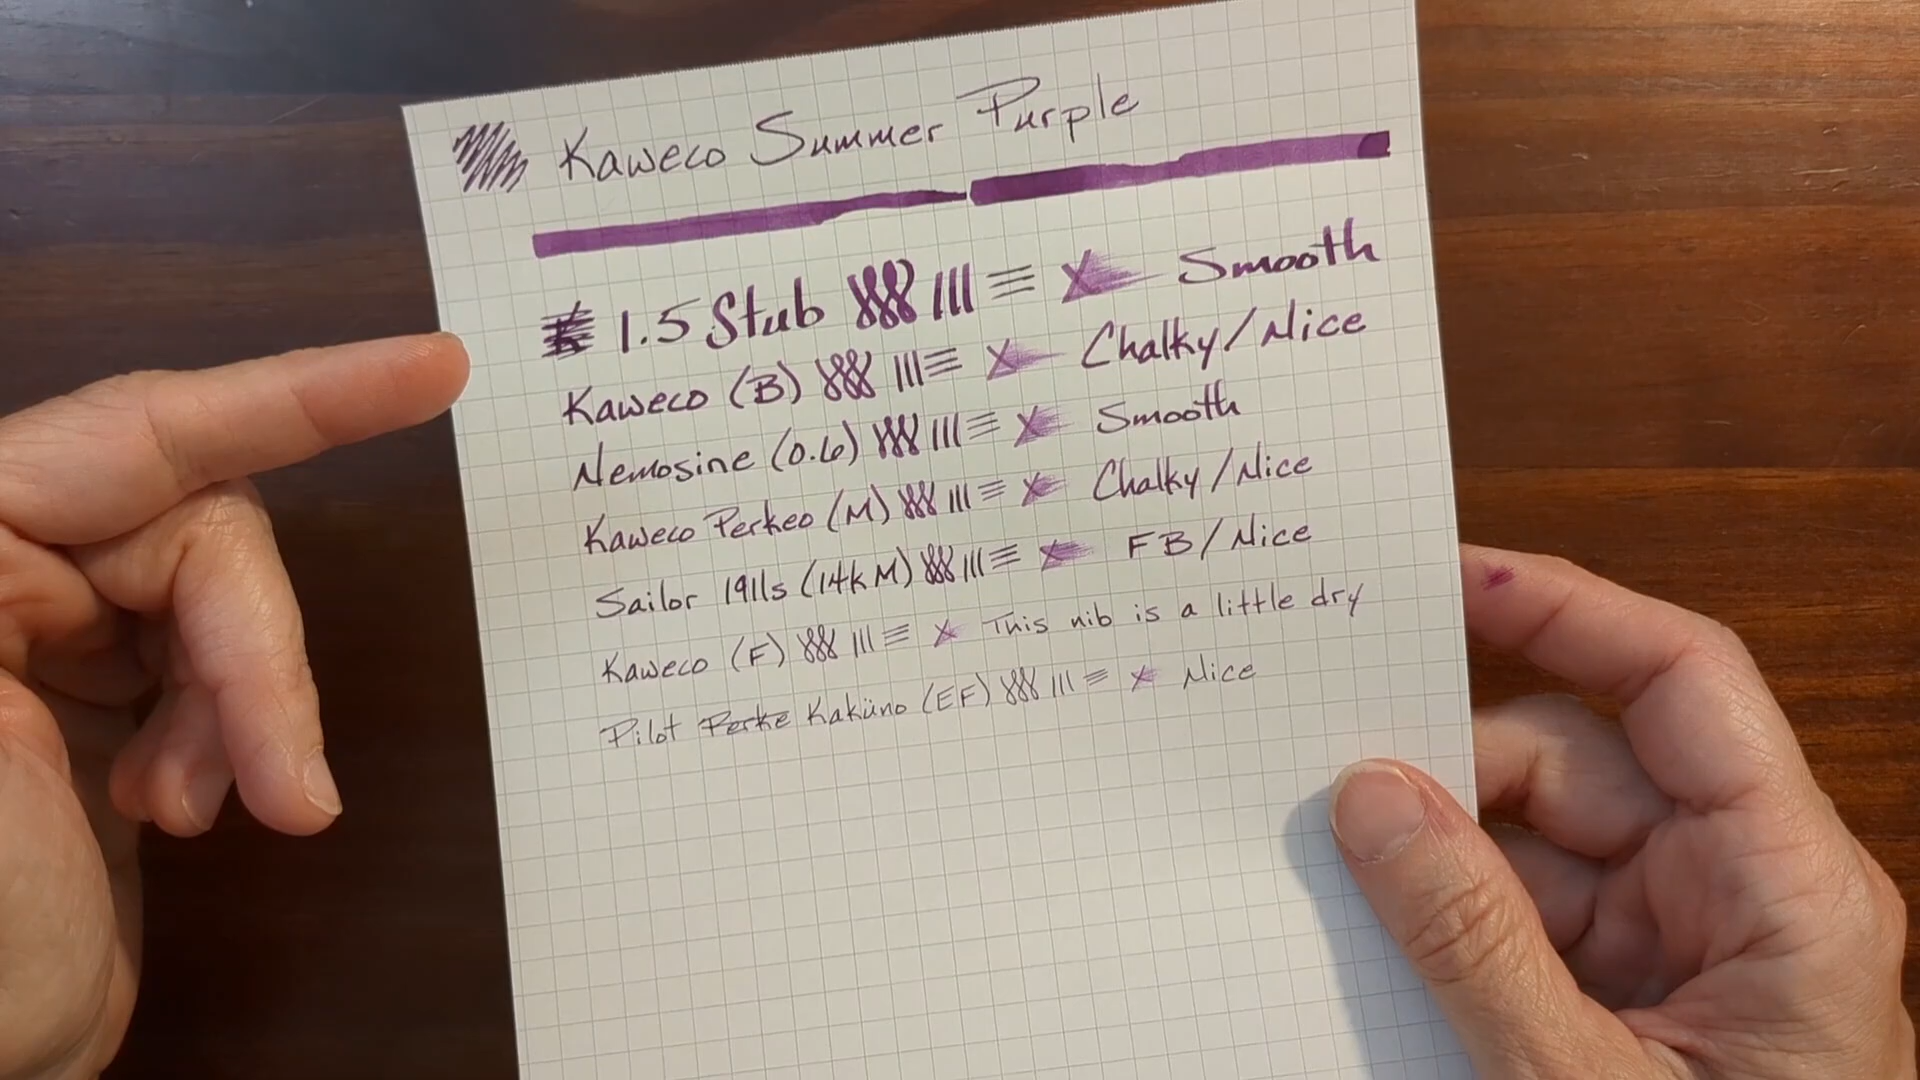 Kaweco Summer Purple
1.5 Stub Smooth
Kaweco (B) Chalky/Nice
Nemosine (0.6) Smooth
Kaweco Perkeo (M) Chalky/Nice
Sailor 1911s (14k M) FB/Nice
Kaweco (F) This nib is a little dry
Pilot Perke Kaküno (EF) Nice